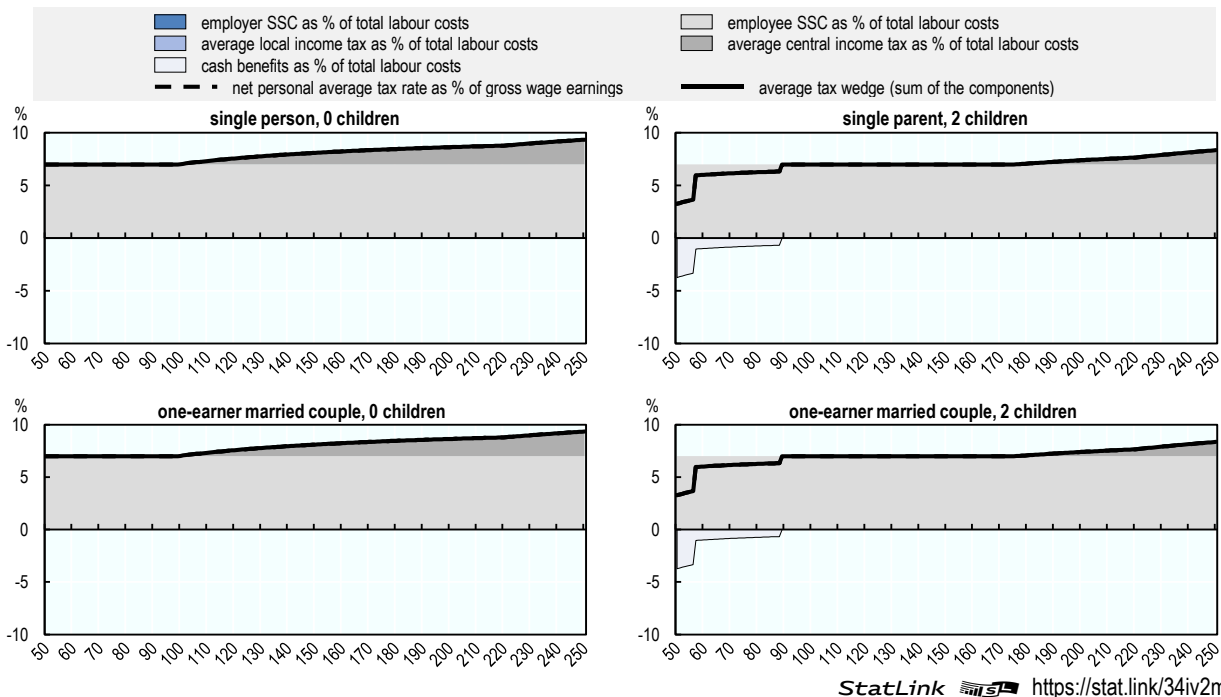 employer SSC as % of total labour costs
employee SSC as % of total labour costs
average local income tax as % of total labour costs
average central income tax as % of total labour costs
cash benefits as % of total labour costs
net personal average tax rate as % of gross wage earnings
average tax wedge (sum of the components)
%
single person, 0 children
10
5
0
-5
-10
50 60 70 80 90 100 110 120 130 140 150 160 170 180 190 200 210 220 230 240 250
%
single parent, 2 children
10
5
0
-5
-10
50 60 70 80 90 100 110 120 130 140 150 160 170 180 190 200 210 220 230 240 250
%
one-earner married couple, 0 children
10
5
0
-5
-10
50 60 70 80 90 100 110 120 130 140 150 160 170 180 190 200 210 220 230 240 250
%
one-earner married couple, 2 children
10
5
0
-5
-10
50 60 70 80 90 100 110 120 130 140 150 160 170 180 190 200 210 220 230 240 250
StatLink https://stat.link/34iv2m